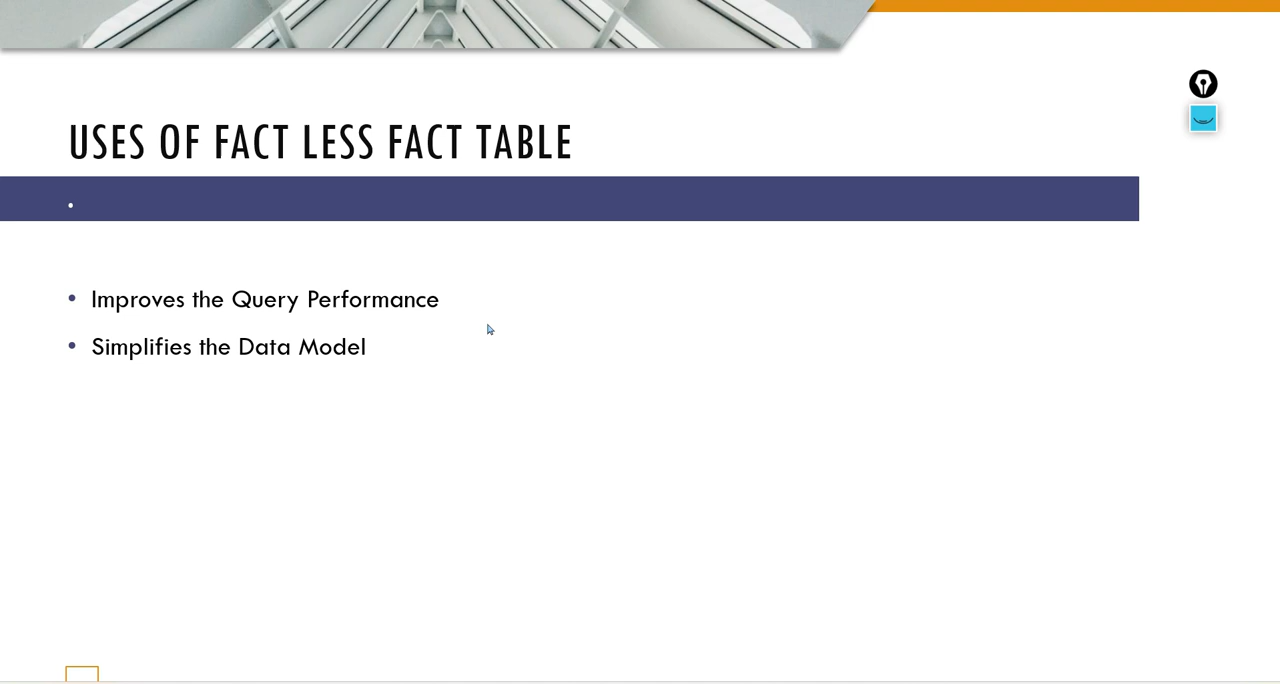 USES OF FACT LESS FACT TABLE
•
• Improves the Query Performance
• Simplifies the Data Model